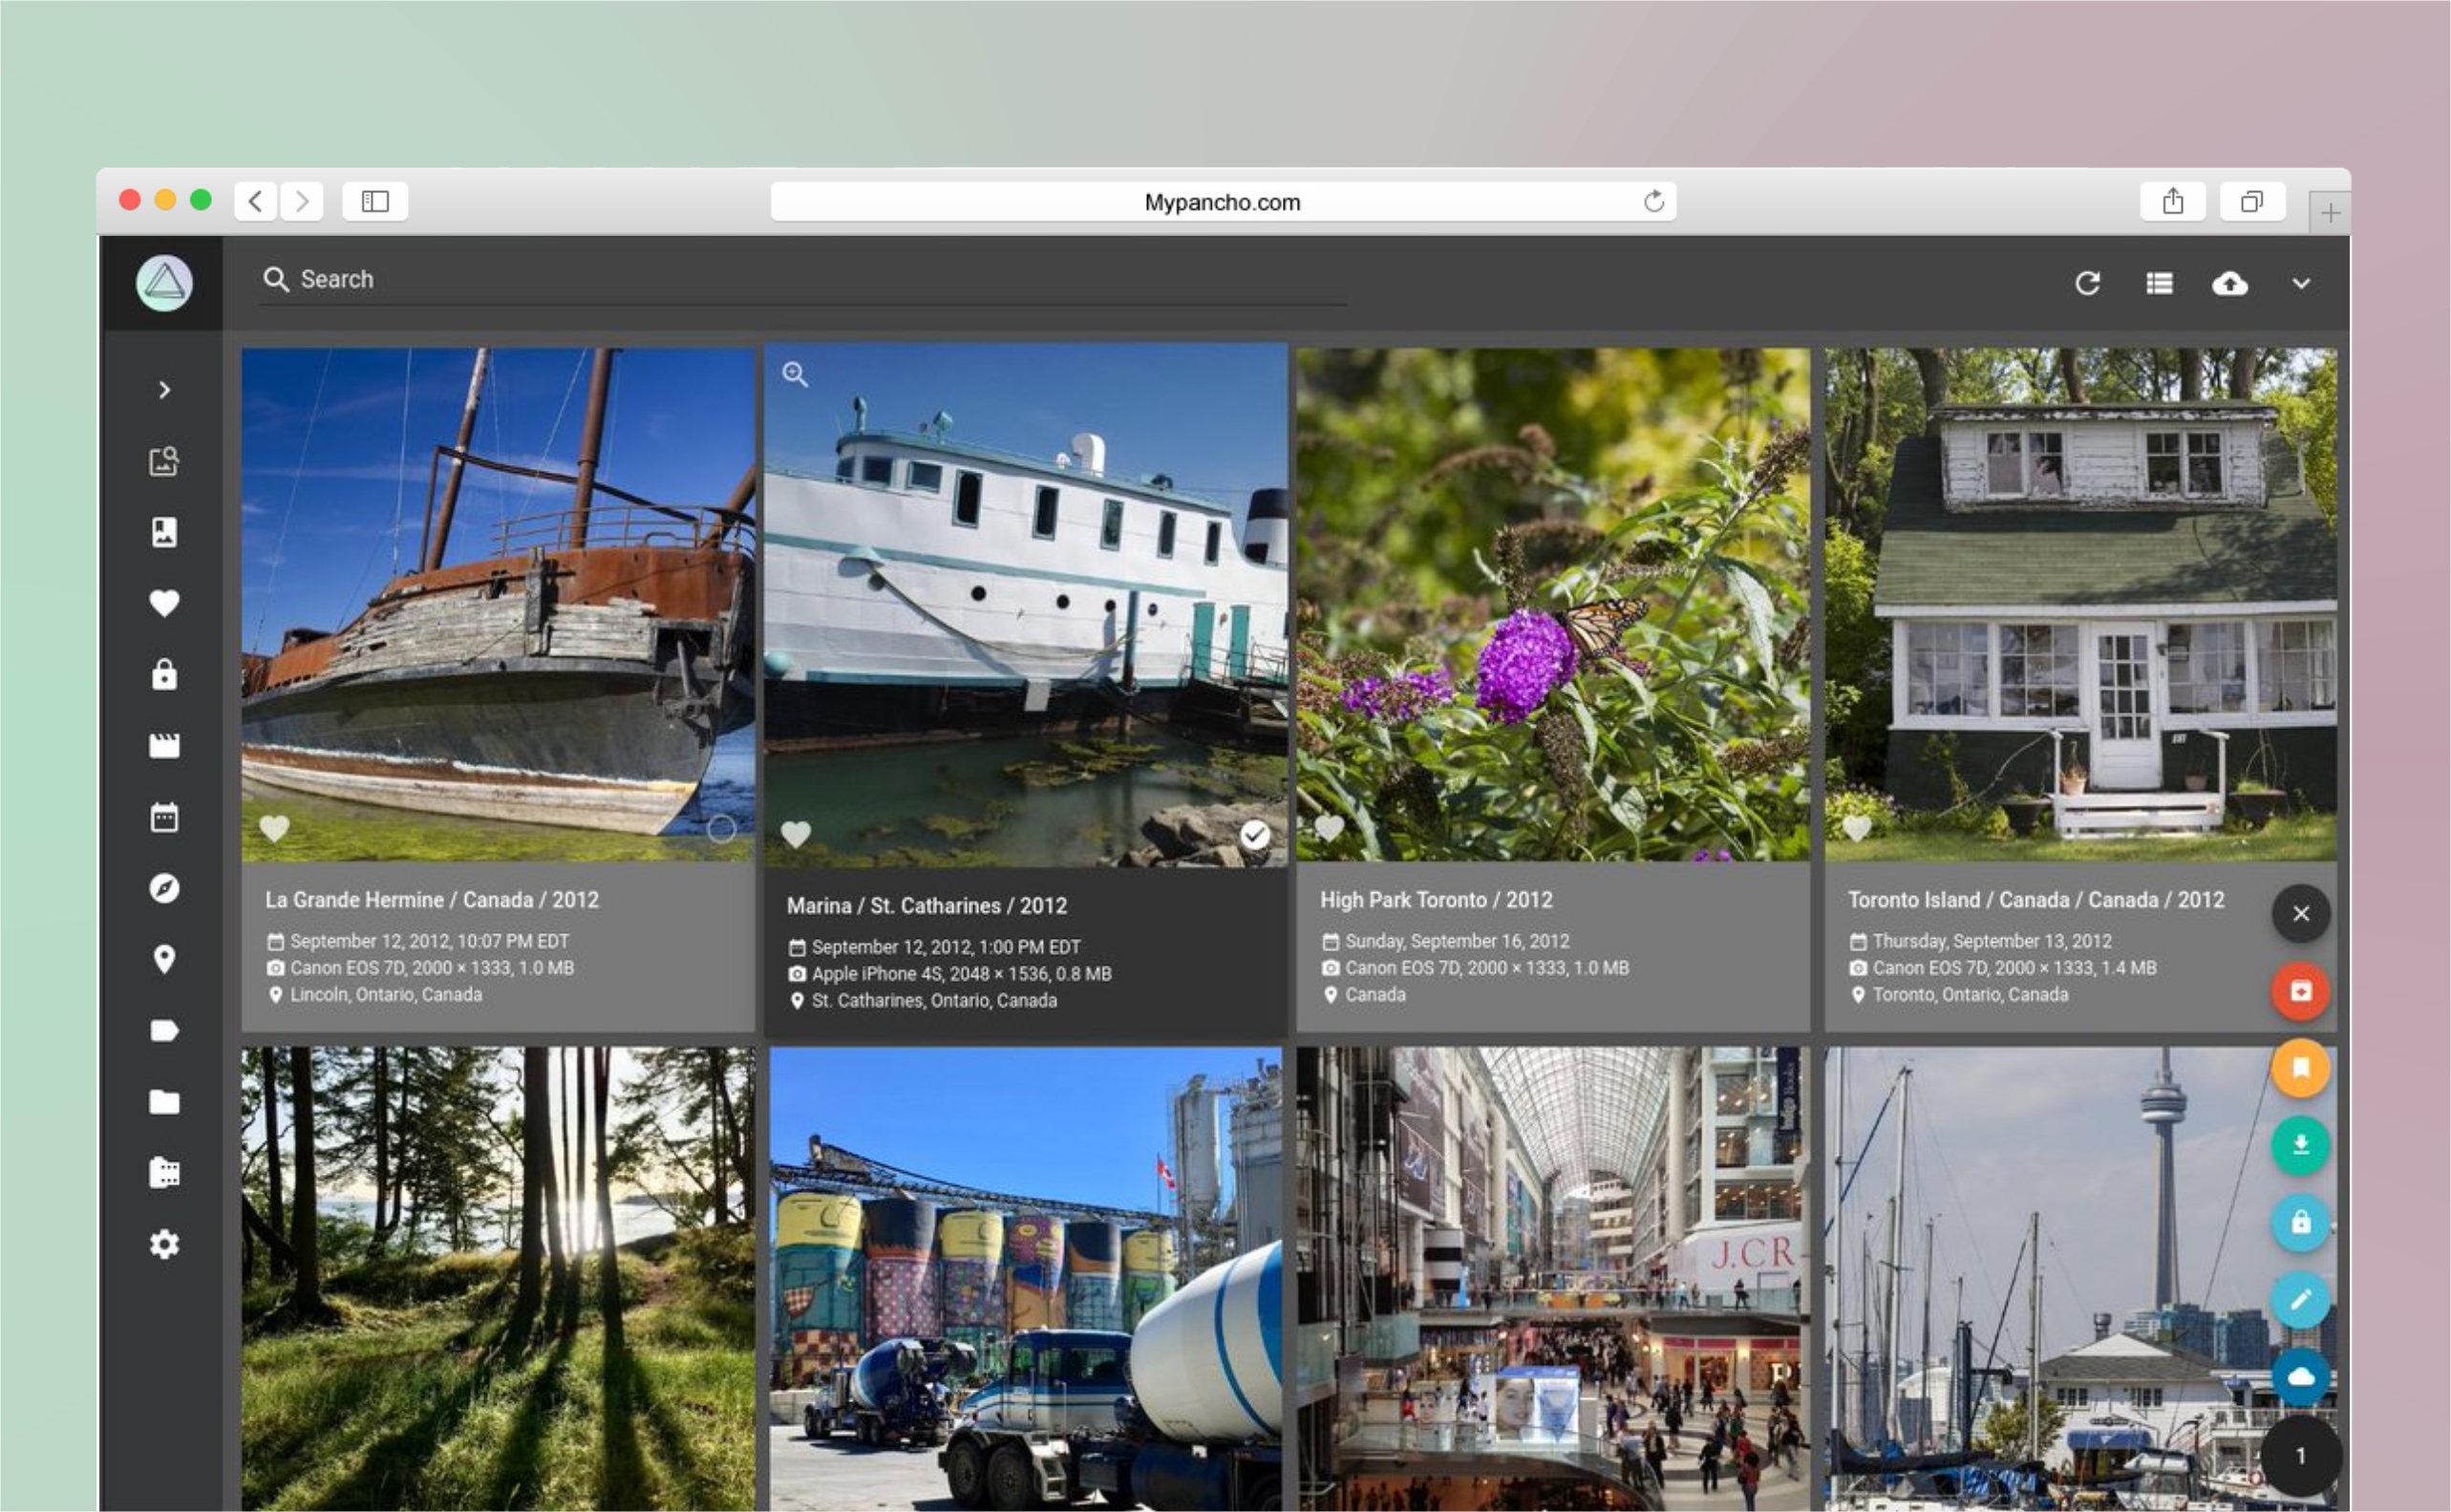 Mypancho.com
Search
La Grande Hermine / Canada / 2012
September 12, 2012, 10:07 PM EDT
Canon EOS 7D, 2000 × 1333, 1.0 MB
Lincoln, Ontario, Canada
Marina / St. Catharines / 2012
September 12, 2012, 1:00 PM EDT
Apple iPhone 4S, 2048 × 1536, 0.8 MB
St. Catharines, Ontario, Canada
High Park Toronto / 2012
Sunday, September 16, 2012
Canon EOS 7D, 2000 × 1333, 1.0 MB
Canada
Toronto Island / Canada / Canada / 2012
Thursday, September 13, 2012
Canon EOS 7D, 2000 × 1333, 1.4 MB
Toronto, Ontario, Canada
Indigo Books
J.CR
1